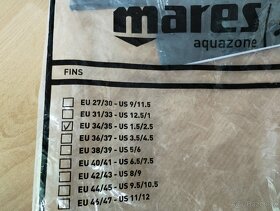 mares
aquazone
FINS
EU 27/30 - US 9/11.5
EU 31/33 - US 12.5/1
EU 34/35 - US 1.5/2.5
EU 36/37 - US 3.5/4.5
EU 38/39 - US 5/6
EU 40/41 - US 6.5/7.5
EU 42/43 - US 8/9
EU 44/45 - US 9.5/10.5
EU 46/47 - US 11/12